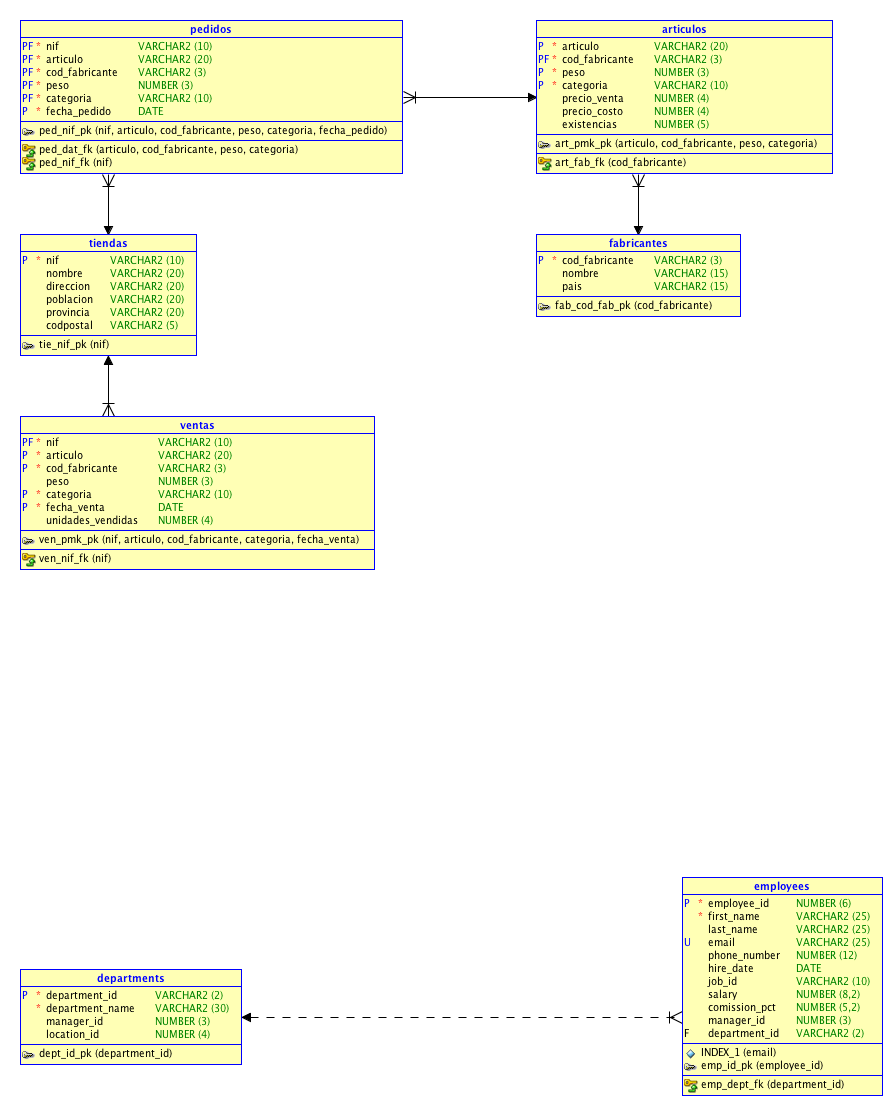 pedidos
PF * nif VARCHAR2 (10)
PF * articulo VARCHAR2 (20)
PF * cod_fabricante VARCHAR2 (3)
PF * peso NUMBER (3)
PF * categoria VARCHAR2 (10)
P * fecha_pedido DATE
ped_nif_pk (nif, articulo, cod_fabricante, peso, categoria, fecha_pedido)
ped_dat_fk (articulo, cod_fabricante, peso, categoria)
ped_nif_fk (nif)
articulos
P * articulo VARCHAR2 (20)
PF * cod_fabricante VARCHAR2 (3)
P * peso NUMBER (3)
P * categoria VARCHAR2 (10)
precio_venta NUMBER (4)
precio_costo NUMBER (4)
existencias NUMBER (5)
art_pmk_pk (articulo, cod_fabricante, peso, categoria)
art_fab_fk (cod_fabricante)
tiendas
P * nif VARCHAR2 (10)
nombre VARCHAR2 (20)
direccion VARCHAR2 (20)
poblacion VARCHAR2 (20)
provincia VARCHAR2 (20)
codpostal VARCHAR2 (5)
tie_nif_pk (nif)
fabricantes
P * cod_fabricante VARCHAR2 (3)
nombre VARCHAR2 (15)
pais VARCHAR2 (15)
fab_cod_fab_pk (cod_fabricante)
ventas
PF * nif VARCHAR2 (10)
P * articulo VARCHAR2 (20)
P * cod_fabricante VARCHAR2 (3)
peso NUMBER (3)
P * categoria VARCHAR2 (10)
P * fecha_venta DATE
unidades_vendidas NUMBER (4)
ven_pmk_pk (nif, articulo, cod_fabricante, categoria, fecha_venta)
ven_nif_fk (nif)
departments
P * department_id VARCHAR2 (2)
* department_name VARCHAR2 (30)
manager_id NUMBER (3)
location_id NUMBER (4)
dept_id_pk (department_id)
employees
P * employee_id NUMBER (6)
* first_name VARCHAR2 (25)
last_name VARCHAR2 (25)
U email VARCHAR2 (25)
phone_number NUMBER (12)
hire_date DATE
job_id VARCHAR2 (10)
salary NUMBER (8,2)
comission_pct NUMBER (5,2)
manager_id NUMBER (3)
F department_id VARCHAR2 (2)
INDEX_1 (email)
emp_id_pk (employee_id)
emp_dept_fk (department_id)